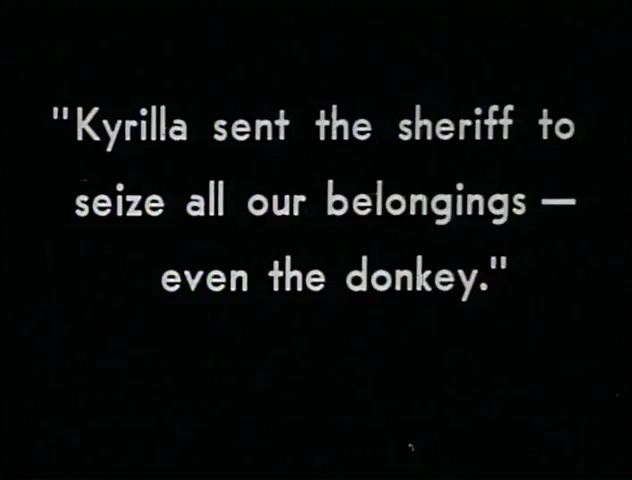 "Kyrilla sent the sheriff to
seize all our belongings —
even the donkey."